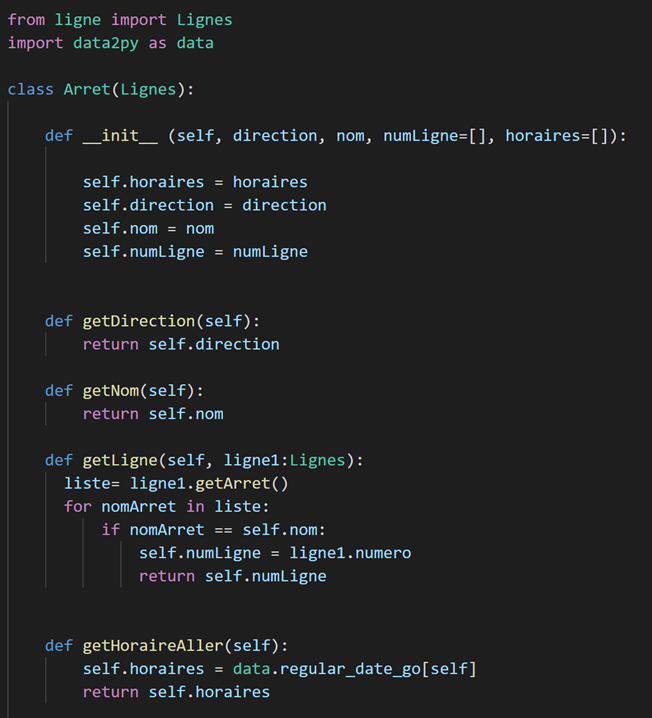 from ligne import Lignes
import data2py as data
class Arret(Lignes):
def __init__ (self, direction, nom, numLigne=[], horaires=[]):
self.horaires = horaires
self.direction = direction
self.nom = nom
self.numLigne = numLigne
def getDirection(self):
return self.direction
def getNom(self):
return self.nom
def getLigne(self, ligne1:Lignes):
liste= ligne1.getArret()
for nomArret in liste:
if nomArret == self.nom:
self.numLigne = ligne1.numero
return self.numLigne
def getHoraireAller(self):
self.horaires = data.regular_date_go[self]
return self.horaires